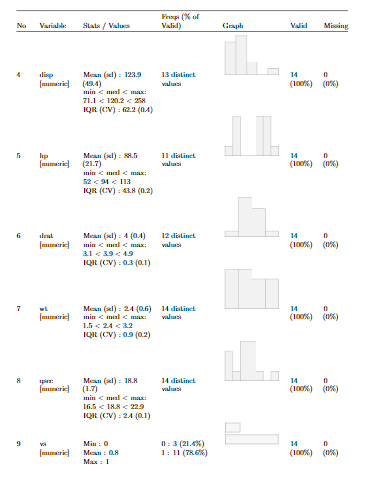 Freqs (% of
No Variable Stats / Values Valid) Graph Valid Missing
4 disp Mean (sd) : 123.9 13 distinct 14 0
[numeric] (49.4) values (100%) (0%)
min < med < max:
71.1 < 120.2 < 258
IQR (CV) : 62.2 (0.4)
5 hp Mean (sd) : 88.5 11 distinct 14 0
[numeric] (21.7) values (100%) (0%)
min < med < max:
52 < 94 < 113
IQR (CV) : 43.8 (0.2)
6 drat Mean (sd) : 4 (0.4) 12 distinct 14 0
[numeric] min < med < max: values (100%) (0%)
3.1 < 3.9 < 4.9
IQR (CV) : 0.3 (0.1)
7 wt Mean (sd) : 2.4 (0.6) 14 distinct 14 0
[numeric] min < med < max: values (100%) (0%)
1.5 < 2.4 < 3.2
IQR (CV) : 0.9 (0.2)
8 qsec Mean (sd) : 18.8 14 distinct 14 0
[numeric] (1.7) values (100%) (0%)
min < med < max:
16.5 < 18.8 < 22.9
IQR (CV) : 2.4 (0.1)
9 vs Min : 0 0 : 3 (21.4%) 14 0
[numeric] Mean : 0.8 1 : 11 (78.6%) (100%) (0%)
Max : 1